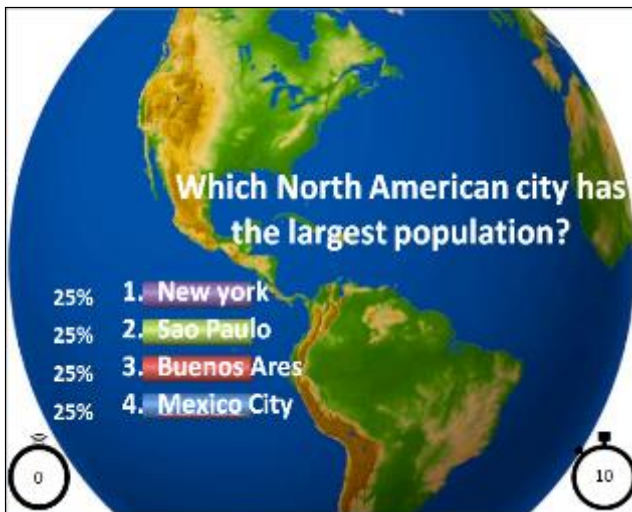 Which North American city has
the largest population?
25% 1. New york
25% 2. Sao Paulo
25% 3. Buenos Ares
25% 4. Mexico City
0
10